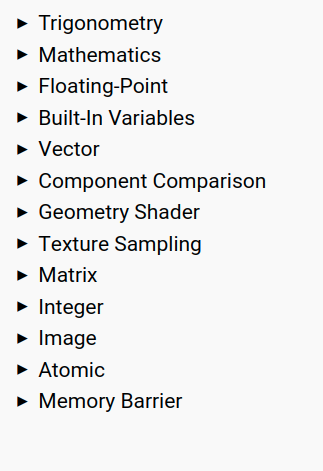 Trigonometry
Mathematics
Floating-Point
Built-In Variables
Vector
Component Comparison
Geometry Shader
Texture Sampling
Matrix
Integer
Image
Atomic
Memory Barrier